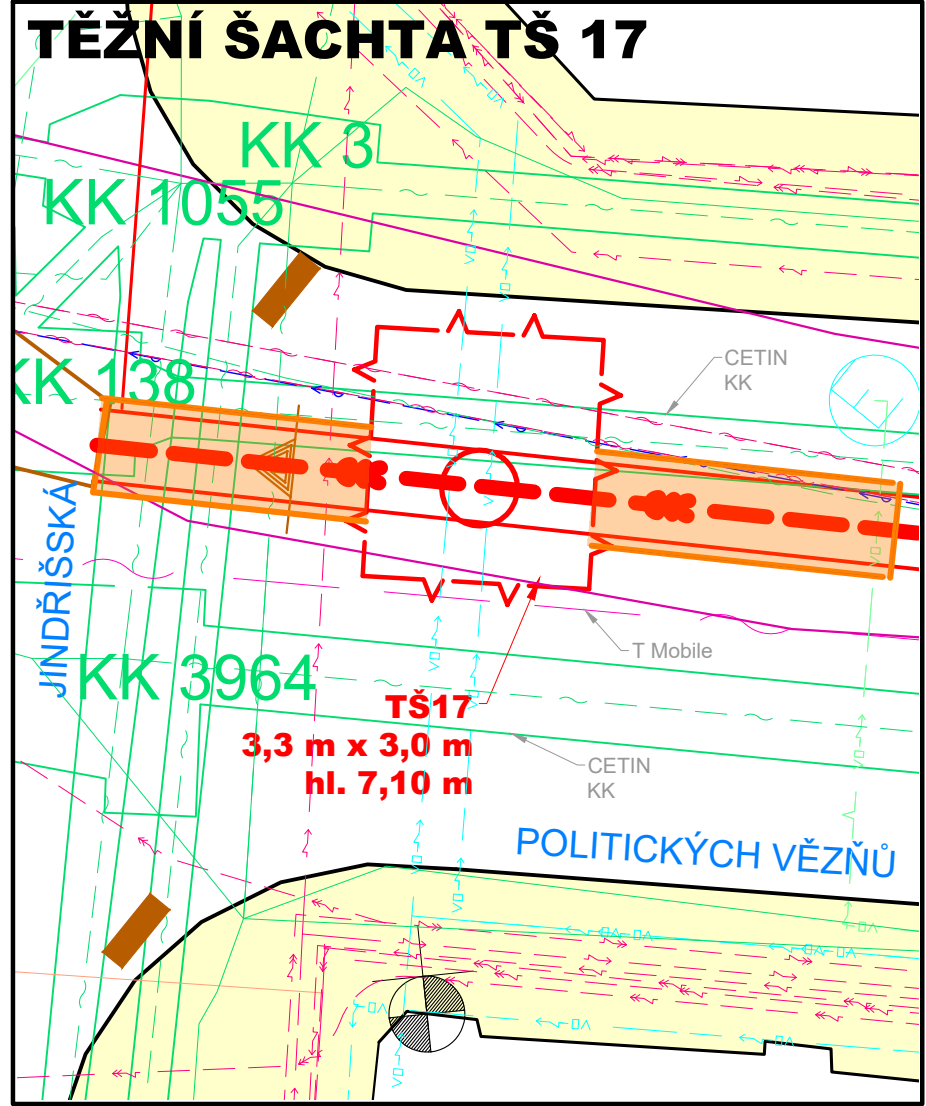 TĚŽNÍ ŠACHTA TŠ 17
KK 3
KK 1055
CETIN
KK
KK 138
JINDŘIŠSKÁ
T Mobile
KK 3964
TŠ17
3,3 m x 3,0 m
hl. 7,10 m
CETIN
KK
POLITICKÝCH VĚZŇŮ